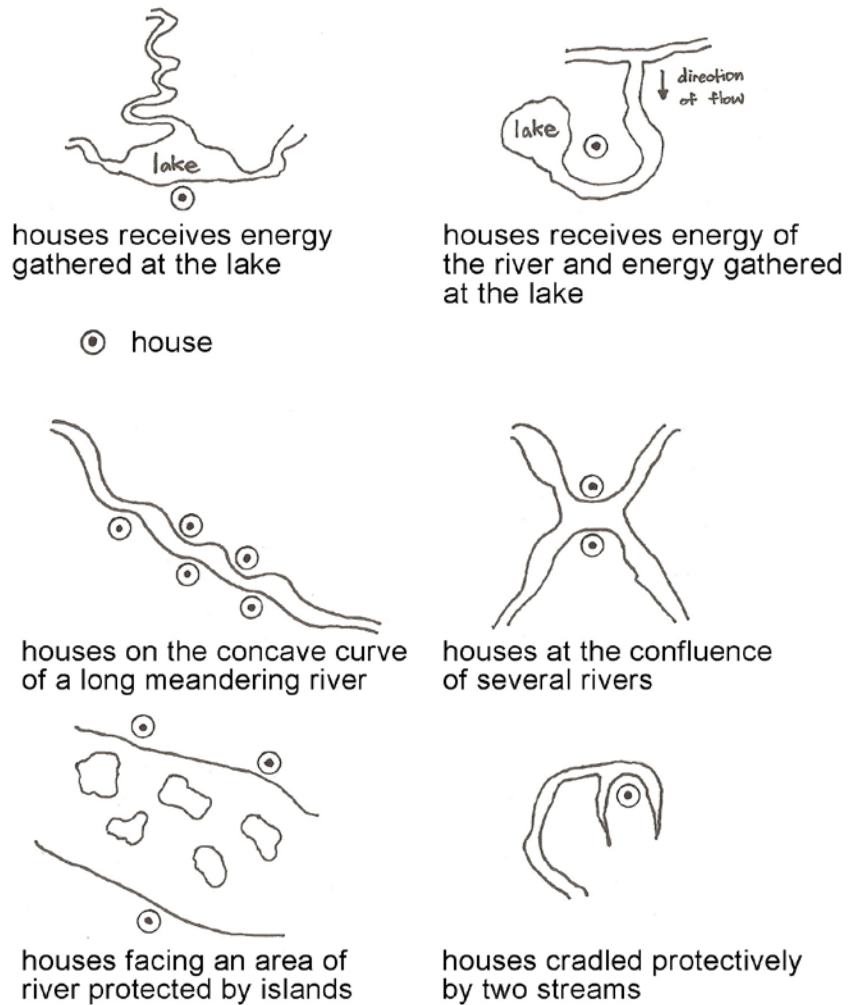 lake
houses receives energy
gathered at the lake
direction
of flow
lake
houses receives energy of
the river and energy gathered
at the lake
house
houses on the concave curve
of a long meandering river
houses at the confluence
of several rivers
houses facing an area of
river protected by islands
houses cradled protectively
by two streams